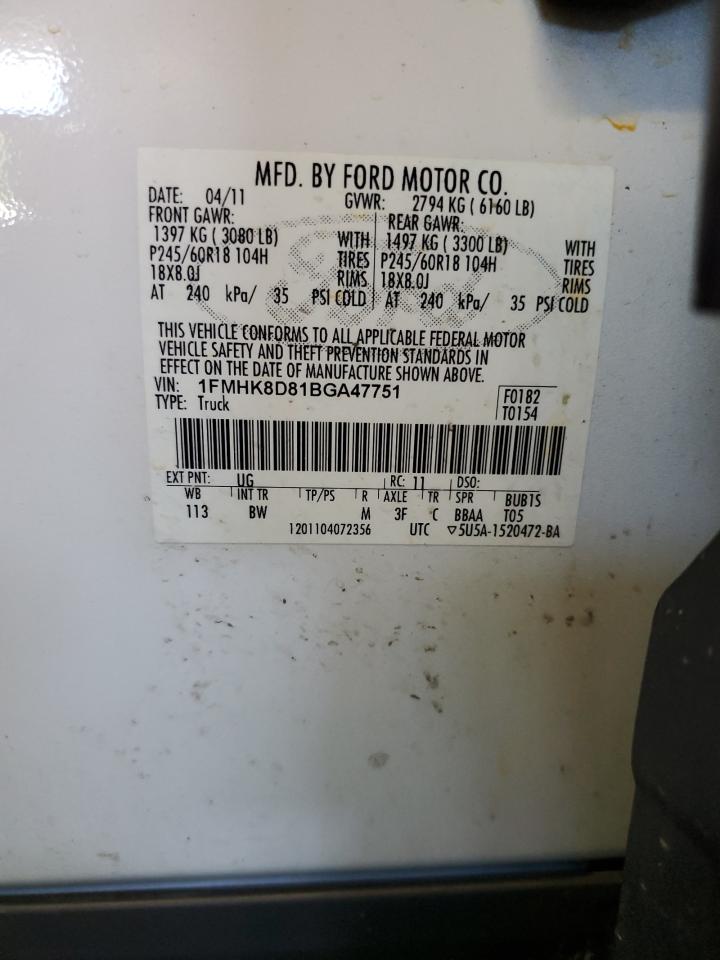 MFD. BY FORD MOTOR CO.
DATE: 04/11 GVWR: 2794 KG ( 6160 LB)
FRONT GAWR: REAR GAWR:
1397 KG ( 3080 LB) WITH 1497 KG ( 3300 LB) WITH
P245/60R18 104H TIRES P245/60R18 104H TIRES
18X8.0J RIMS 18X8.0J RIMS
AT 240 kPa/ 35 PSI COLD AT 240 kPa/ 35 PSI COLD
THIS VEHICLE CONFORMS TO ALL APPLICABLE FEDERAL MOTOR
VEHICLE SAFETY AND THEFT PREVENTION STANDARDS IN
EFFECT ON THE DATE OF MANUFACTURE SHOWN ABOVE.
VIN: 1FMHK8D81BGA47751 F0182
TYPE: Truck T0154
EXT PNT: UG RC: 11 DSO:
WB INT TR TP/PS R AXLE TR SPR BUB1S
113 BW M 3F C BBAA T05
1201104072356 UTC ▽5U5A-1520472-BA